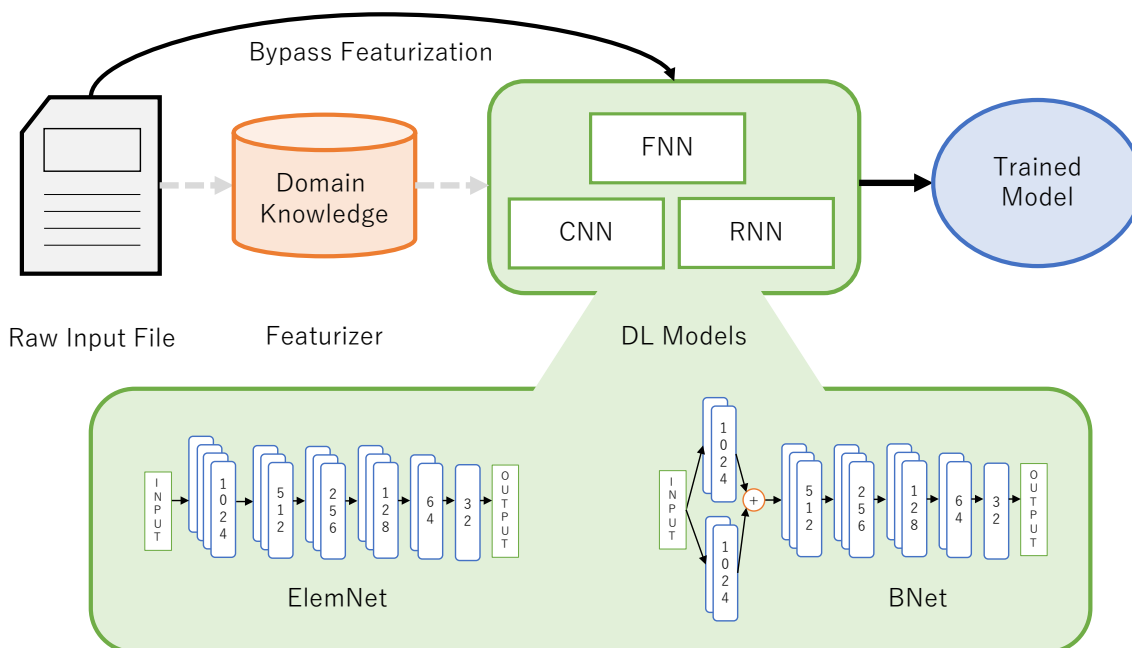 Bypass Featurization
FNN
Domain
Knowledge
Trained
Model
CNN
RNN
Raw Input File
Featurizer
DL Models
INPUT
1024
512
256
128
64
32
OUTPUT
ElemNet
INPUT
1024
1024
+
512
256
128
64
32
OUTPUT
BNet